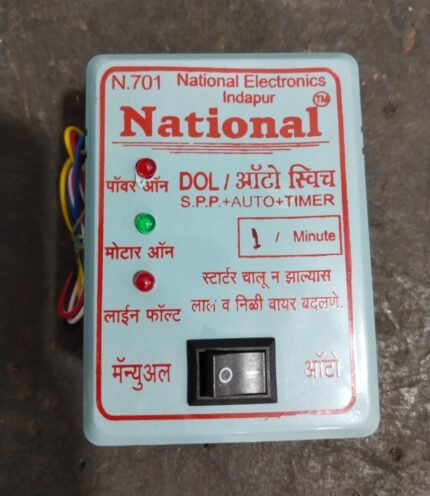 N.701 National Electronics
Indapur
National TM
पॉवर ऑन DOL / ऑटो स्विच
S.P.P.+AUTO+TIMER
1 / Minute
मोटार ऑन
स्टार्टर चालू न झाल्यास
लाईन फॉल्ट लाल व निळी वायर बदलणे.
मॅन्युअल O – ऑटो